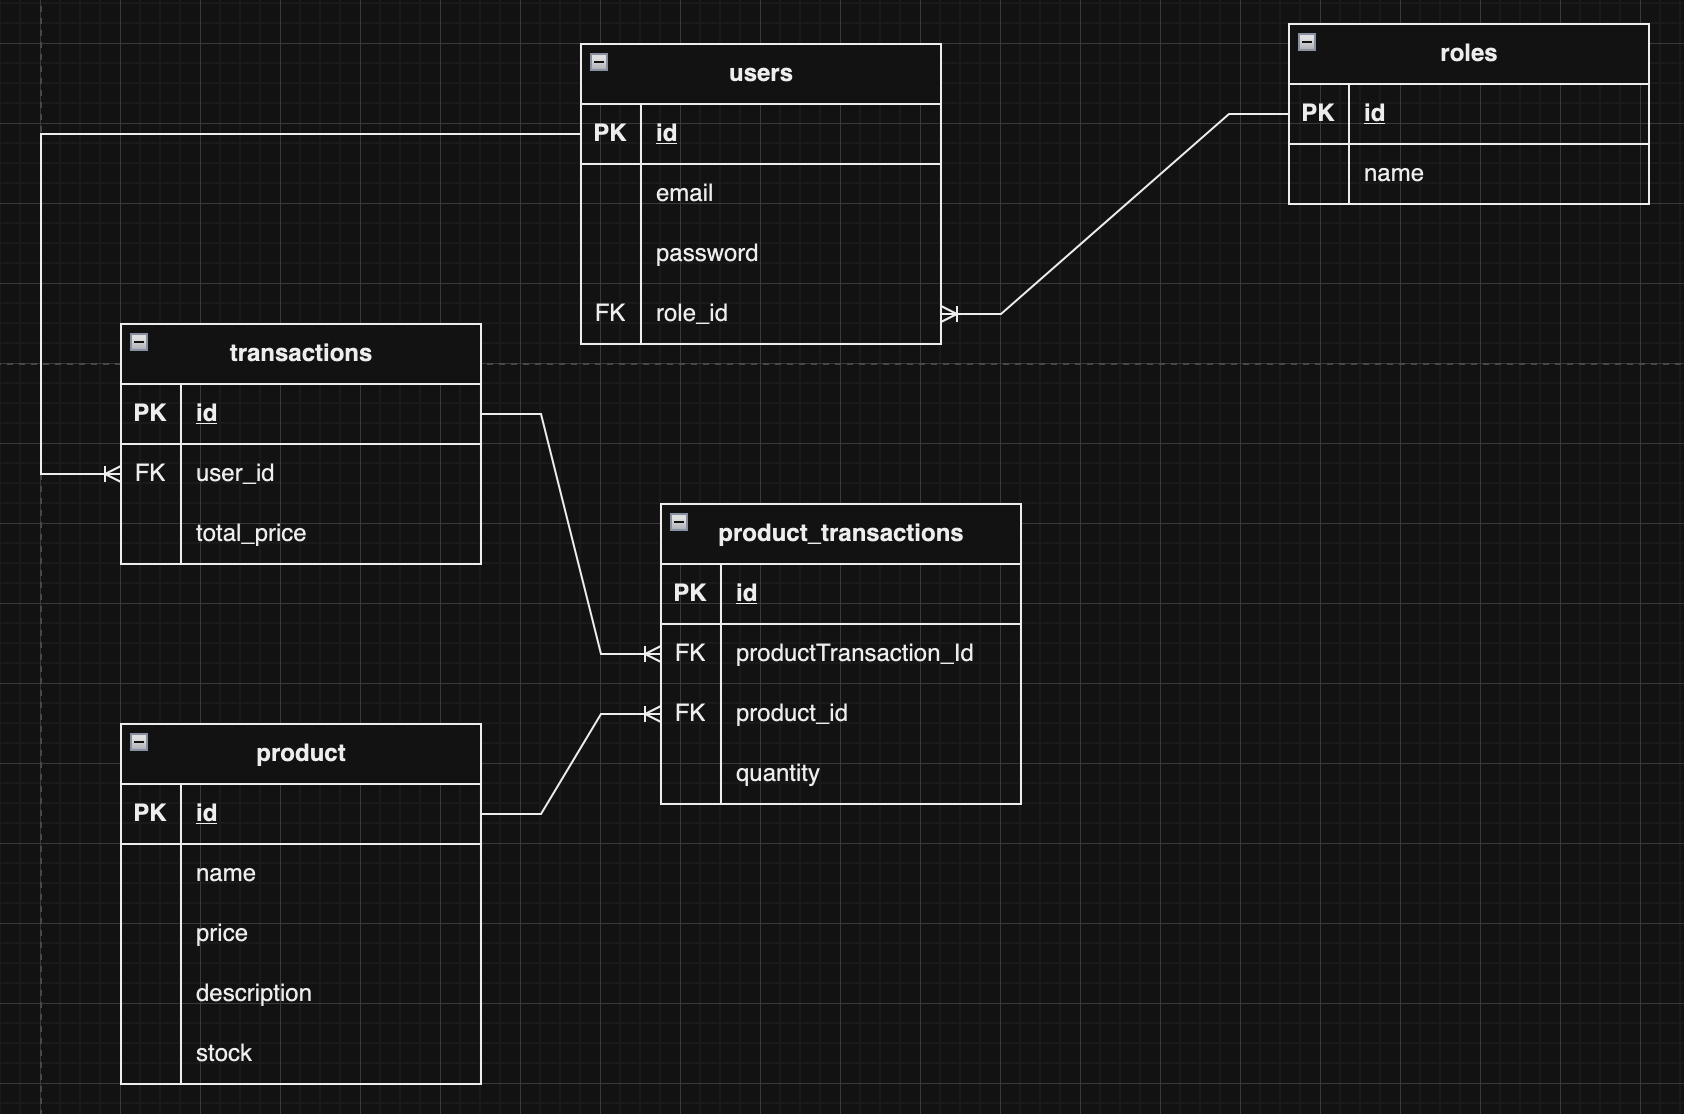 users
PK id
email
password
FK role_id
roles
PK id
name
transactions
PK id
FK user_id
total_price
product_transactions
PK id
FK productTransaction_Id
FK product_id
quantity
product
PK id
name
price
description
stock